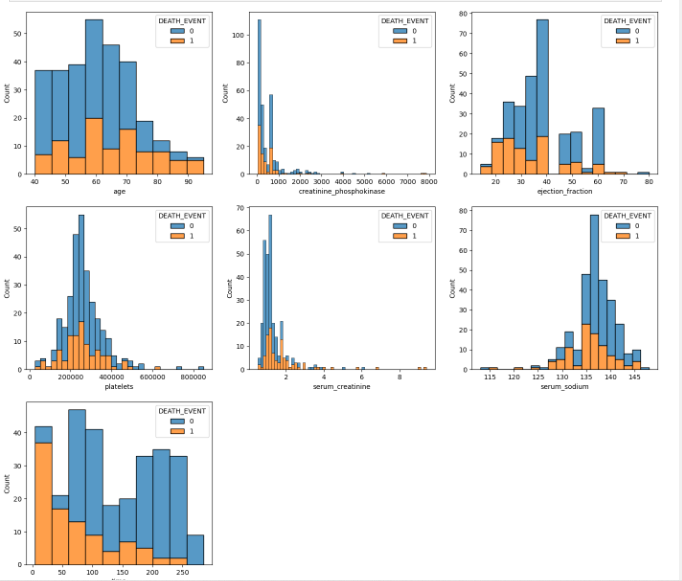 DEATH_EVENT
0
1
Count
50
40
30
20
10
0
40 50 60 70 80 90
age
DEATH_EVENT
0
1
Count
100
80
60
40
20
0
0 1000 2000 3000 4000 5000 6000 7000 8000
creatinine_phosphokinase
DEATH_EVENT
0
1
Count
80
70
60
50
40
30
20
10
0
20 30 40 50 60 70 80
ejection_fraction
DEATH_EVENT
0
1
Count
50
40
30
20
10
0
0 200000 400000 600000 800000
platelets
DEATH_EVENT
0
1
Count
70
60
50
40
30
20
10
0
2 4 6 8
serum_creatinine
DEATH_EVENT
0
1
Count
80
70
60
50
40
30
20
10
0
115 120 125 130 135 140 145
serum_sodium
DEATH_EVENT
0
1
Count
40
30
20
10
0
0 50 100 150 200 250